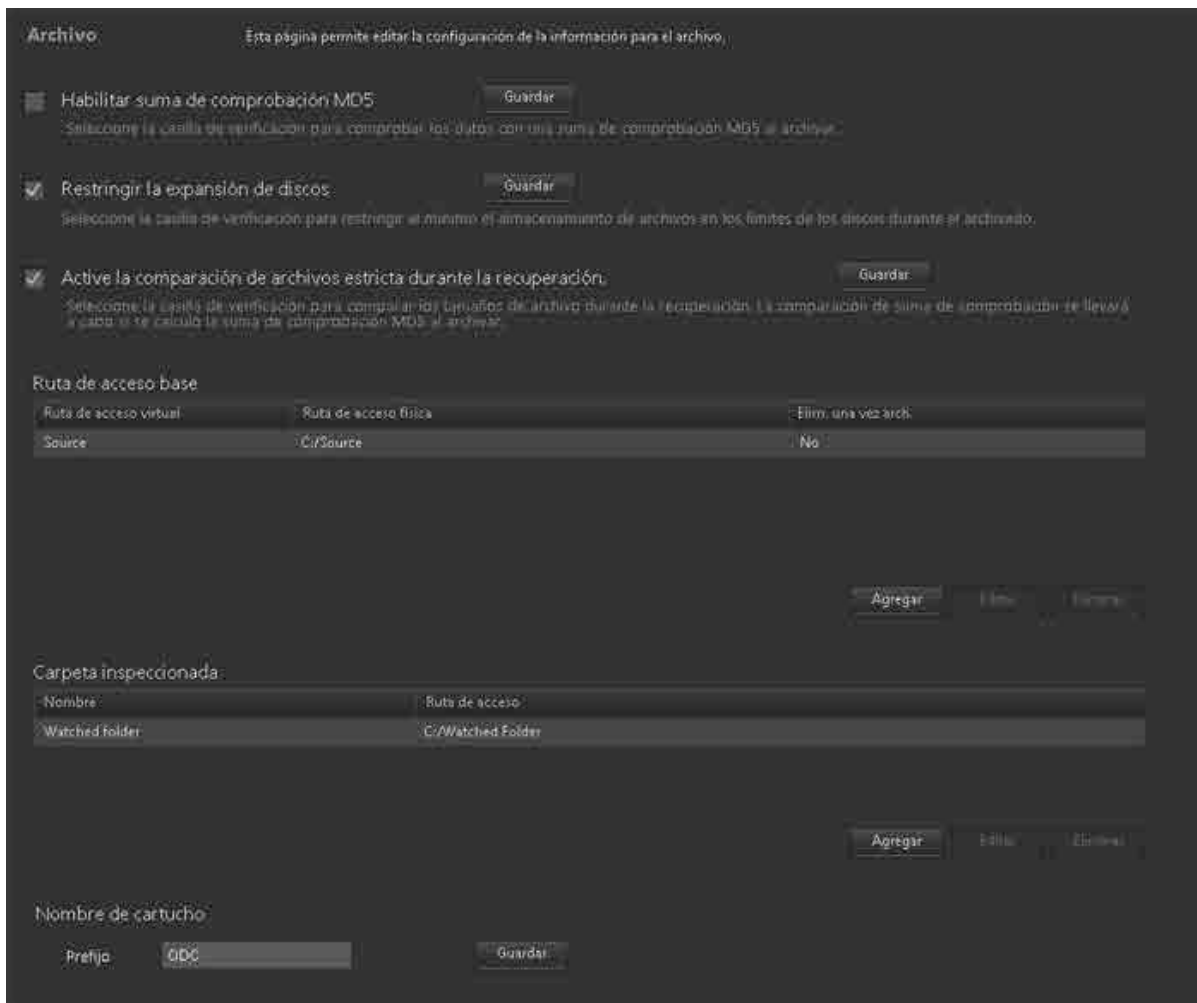 Archivo
Esta página permite editar la configuración de la información para el archivo.
Habilitar suma de comprobación MD5
Guardar
Seleccione la casilla de verificación para comprobar los datos con una suma de comprobación MD5 al archivar.
Restringir la expansión de discos
Guardar
Seleccione la casilla de verificación para restringir al mínimo el almacenamiento de archivos en los límites de los discos durante el archivado.
Active la comparación de archivos estricta durante la recuperación.
Guardar
Seleccione la casilla de verificación para comparar los tamaños de archivo durante la recuperación. La comparación de suma de comprobación se llevará
a cabo si se calculó la suma de comprobación MD5 al archivar.
Ruta de acceso base
Ruta de acceso virtual Ruta de acceso física Elim. una vez arch.
Source C:/Source No
Agregar Editar Eliminar
Carpeta inspeccionada
Nombre Ruta de acceso
Watched folder C:/Watched Folder
Agregar Editar Eliminar
Nombre de cartucho
Prefijo ODC Guardar